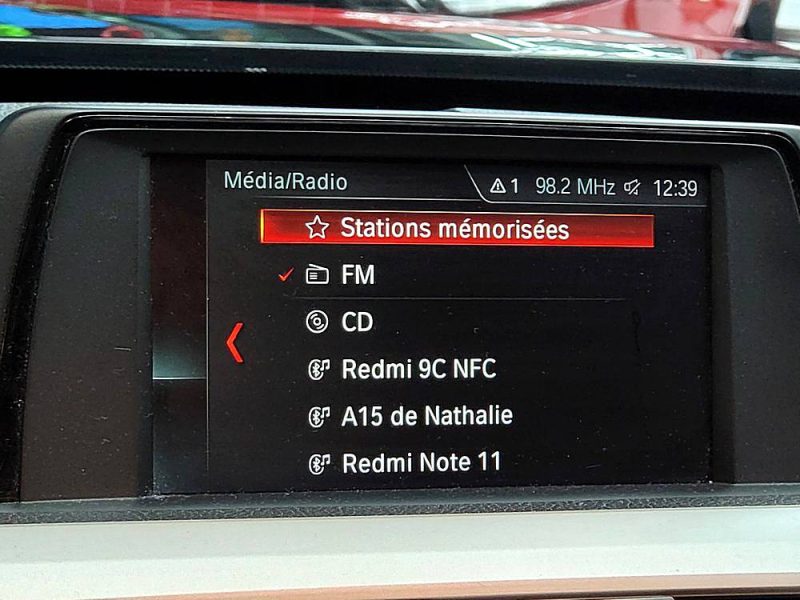 Média/Radio 1 98.2 MHz 12:39
Stations mémorisées
FM
CD
Redmi 9C NFC
A15 de Nathalie
Redmi Note 11